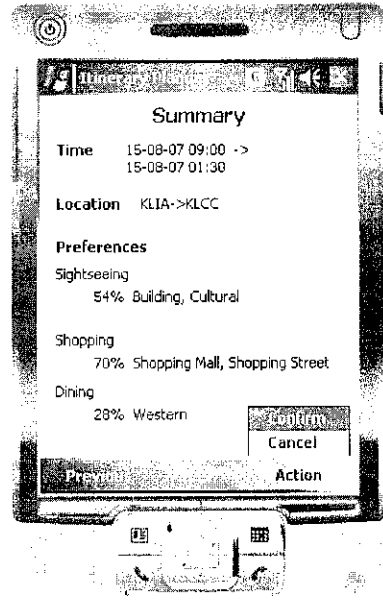 Itinerary Planner
Summary
Time 15-08-07 09:00 ->
15-08-07 01:30
Location KLIA->KLCC
Preferences
Sightseeing
54% Building, Cultural
Shopping
70% Shopping Mall, Shopping Street
Dining
28% Western
Confirm
Cancel
Previous Action